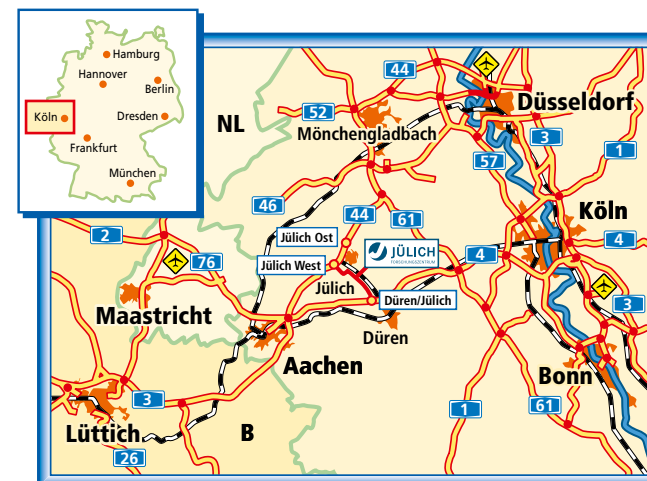 Hamburg
Hannover
Berlin
Köln
Dresden
Frankfurt
München
NL
44
52
Mönchengladbach
Düsseldorf
3
1
57
46
44
61
Köln
2
Jülich Ost
JÜLICH
FORSCHUNGSZENTRUM
4
4
76
Jülich West
Jülich
Düren/Jülich
3
Maastricht
Düren
Aachen
Bonn
3
1
61
Lüttich
B
26